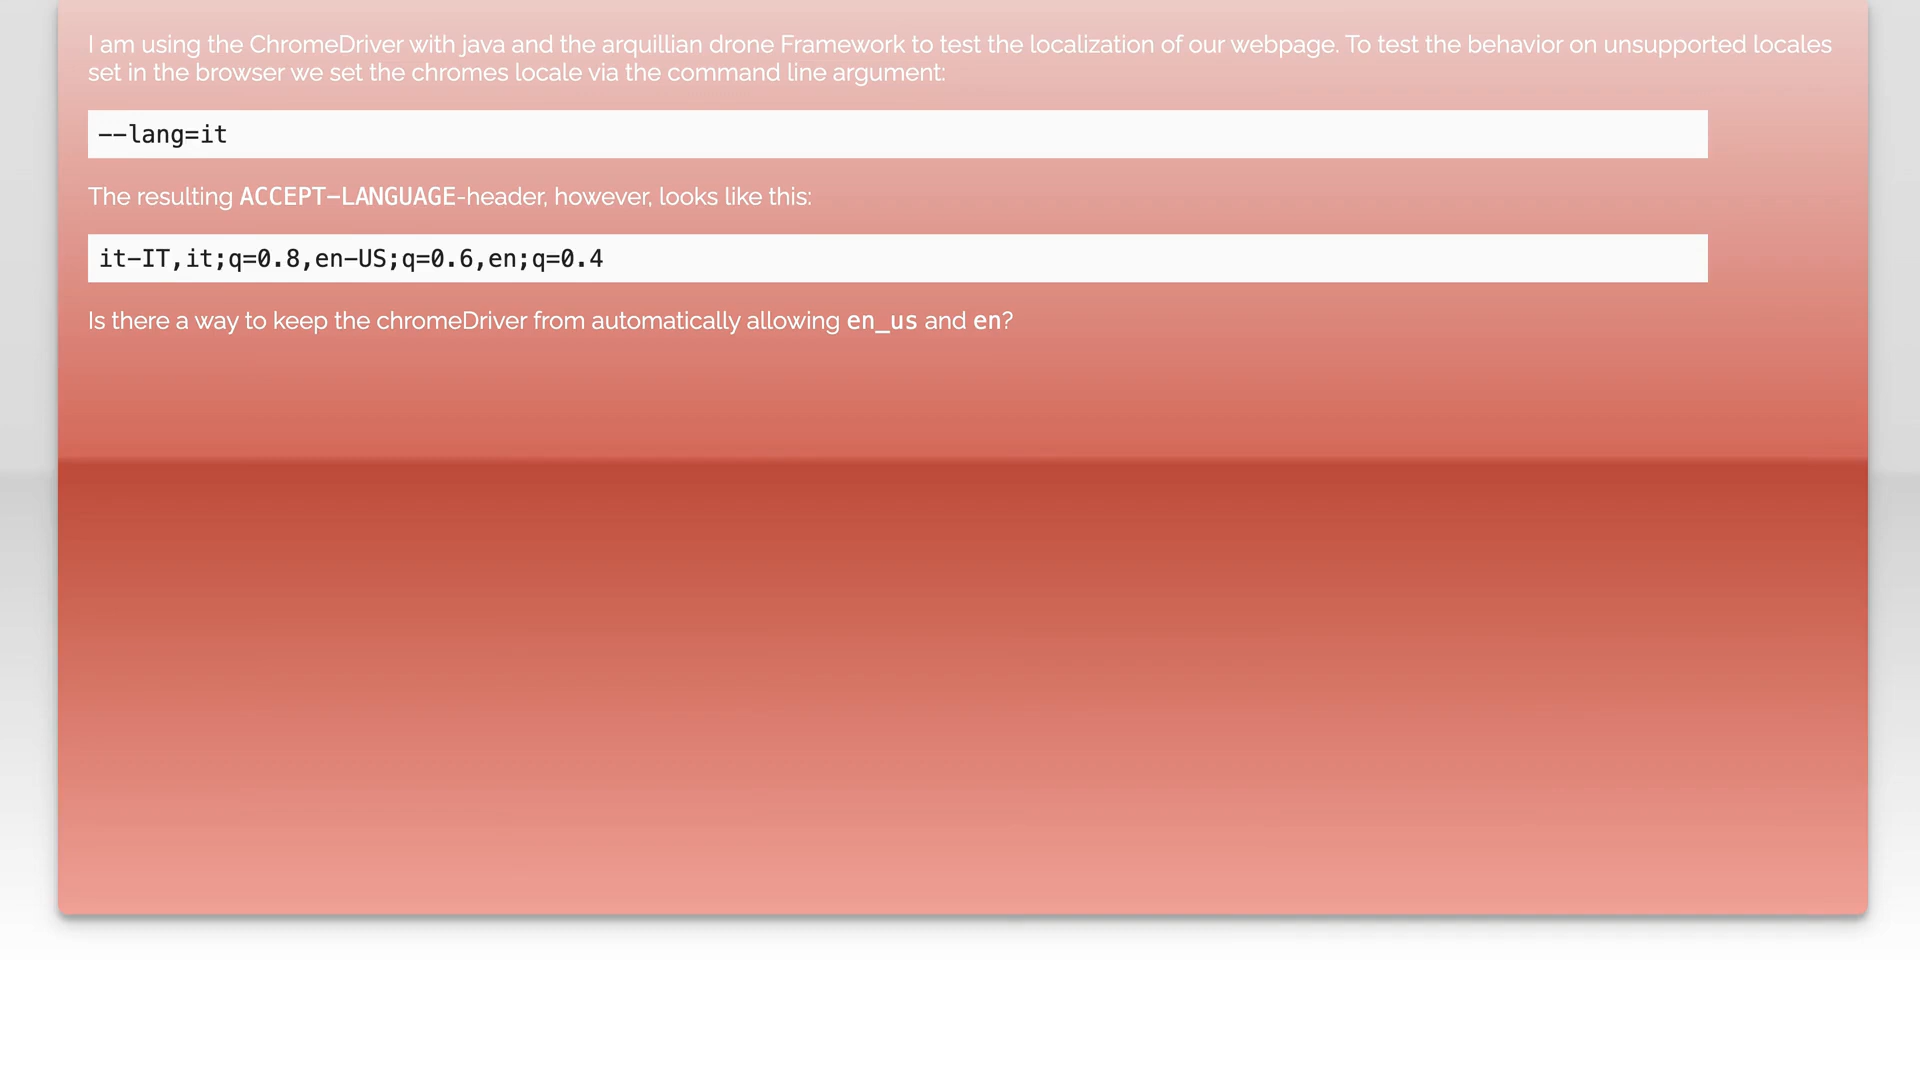 I am using the ChromeDriver with java and the arquillian drone Framework to test the localization of our webpage. To test the behavior on unsupported locales
set in the browser we set the chromes locale via the command line argument:
--lang=it
The resulting ACCEPT-LANGUAGE-header, however, looks like this:
it-IT,it;q=0.8,en-US;q=0.6,en;q=0.4
Is there a way to keep the chromeDriver from automatically allowing en_us and en?